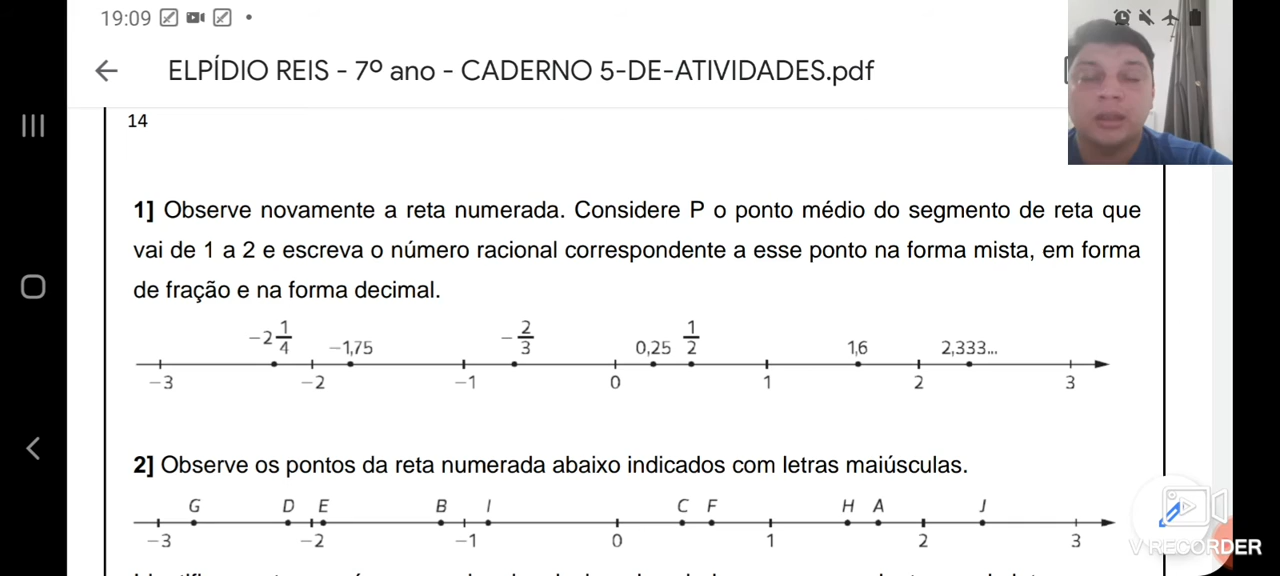 19:09
ELPÍDIO REIS - 7º ano - CADERNO 5-DE-ATIVIDADES.pdf
14
1] Observe novamente a reta numerada. Considere P o ponto médio do segmento de reta que
vai de 1 a 2 e escreva o número racional correspondente a esse ponto na forma mista, em forma
de fração e na forma decimal.
−2 1/4 −1,75 −2/3 0,25 1/2 1,6 2,333...
−3 −2 −1 0 1 2 3
2] Observe os pontos da reta numerada abaixo indicados com letras maiúsculas.
G D E B I C F H A J
−3 −2 −1 0 1 2 3
V RECORDER